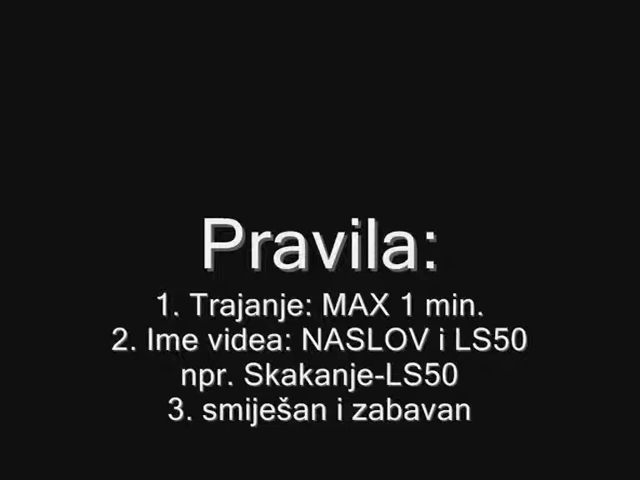 Pravila:
1. Trajanje: MAX 1 min.
2. Ime videa: NASLOV i LS50
npr. Skakanje-LS50
3. smiješan i zabavan